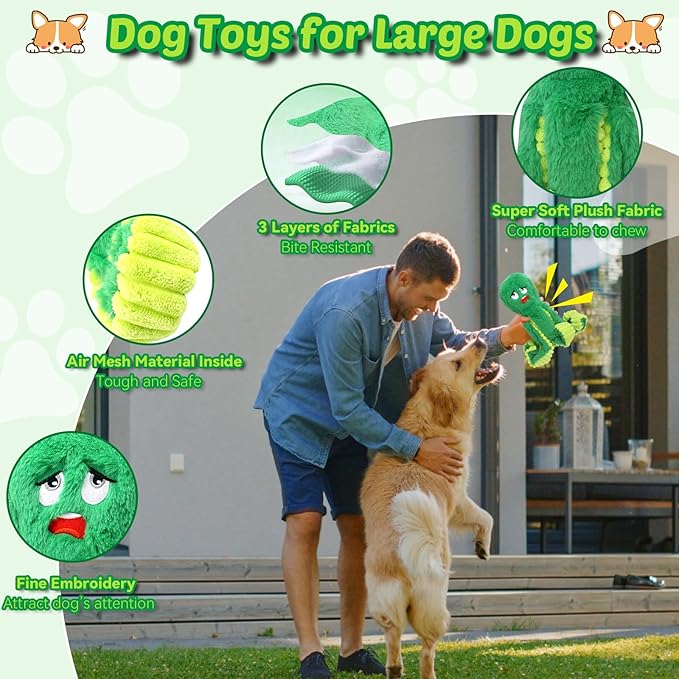 Dog Toys for Large Dogs
3 Layers of Fabrics
Bite Resistant
Super Soft Plush Fabric
Comfortable to chew
Air Mesh Material Inside
Tough and Safe
Fine Embroidery
Attract dog's attention